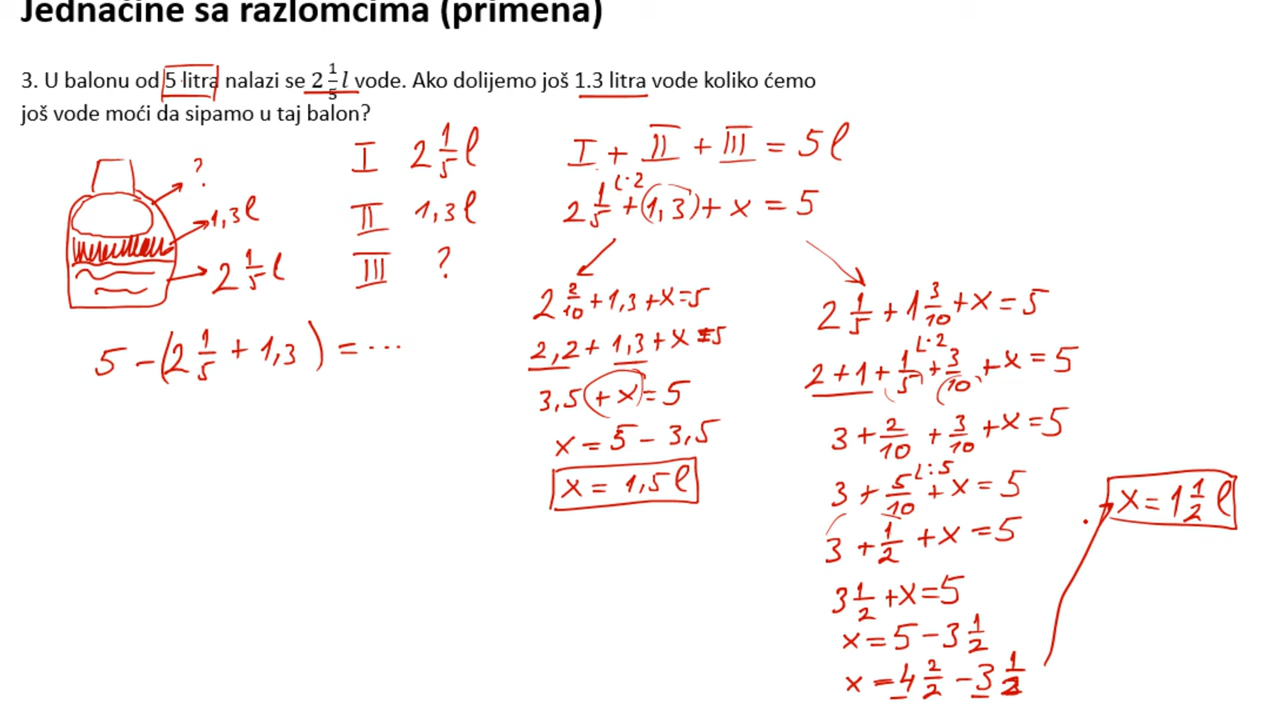 Jednačine sa razlomcima (primena)
3. U balonu od 5 litra nalazi se 2 1/5 l vode. Ako dolijemo još 1.3 litra vode koliko ćemo
još vode moći da sipamo u taj balon?
?
1,3 l
2 1/5 l
5 - (2 1/5 + 1,3) = ...
I 2 1/5 l
II 1,3 l
III ?
I + II + III = 5 l
2 1/5 L·2 + (1,3) + x = 5
2 2/10 + 1,3 + x = 5
2,2 + 1,3 + x = 5
3,5 + x = 5
x = 5 - 3,5
x = 1,5 l
2 1/5 + 1 3/10 + x = 5
2 + 1 + 1/5 L·2 + 3/10 + x = 5
3 + 2/10 + 3/10 + x = 5
3 + 5/10 L:5 + x = 5
3 + 1/2 + x = 5
3 1/2 + x = 5
x = 5 - 3 1/2
x = 4 2/2 - 3 1/2
x = 1 1/2 l